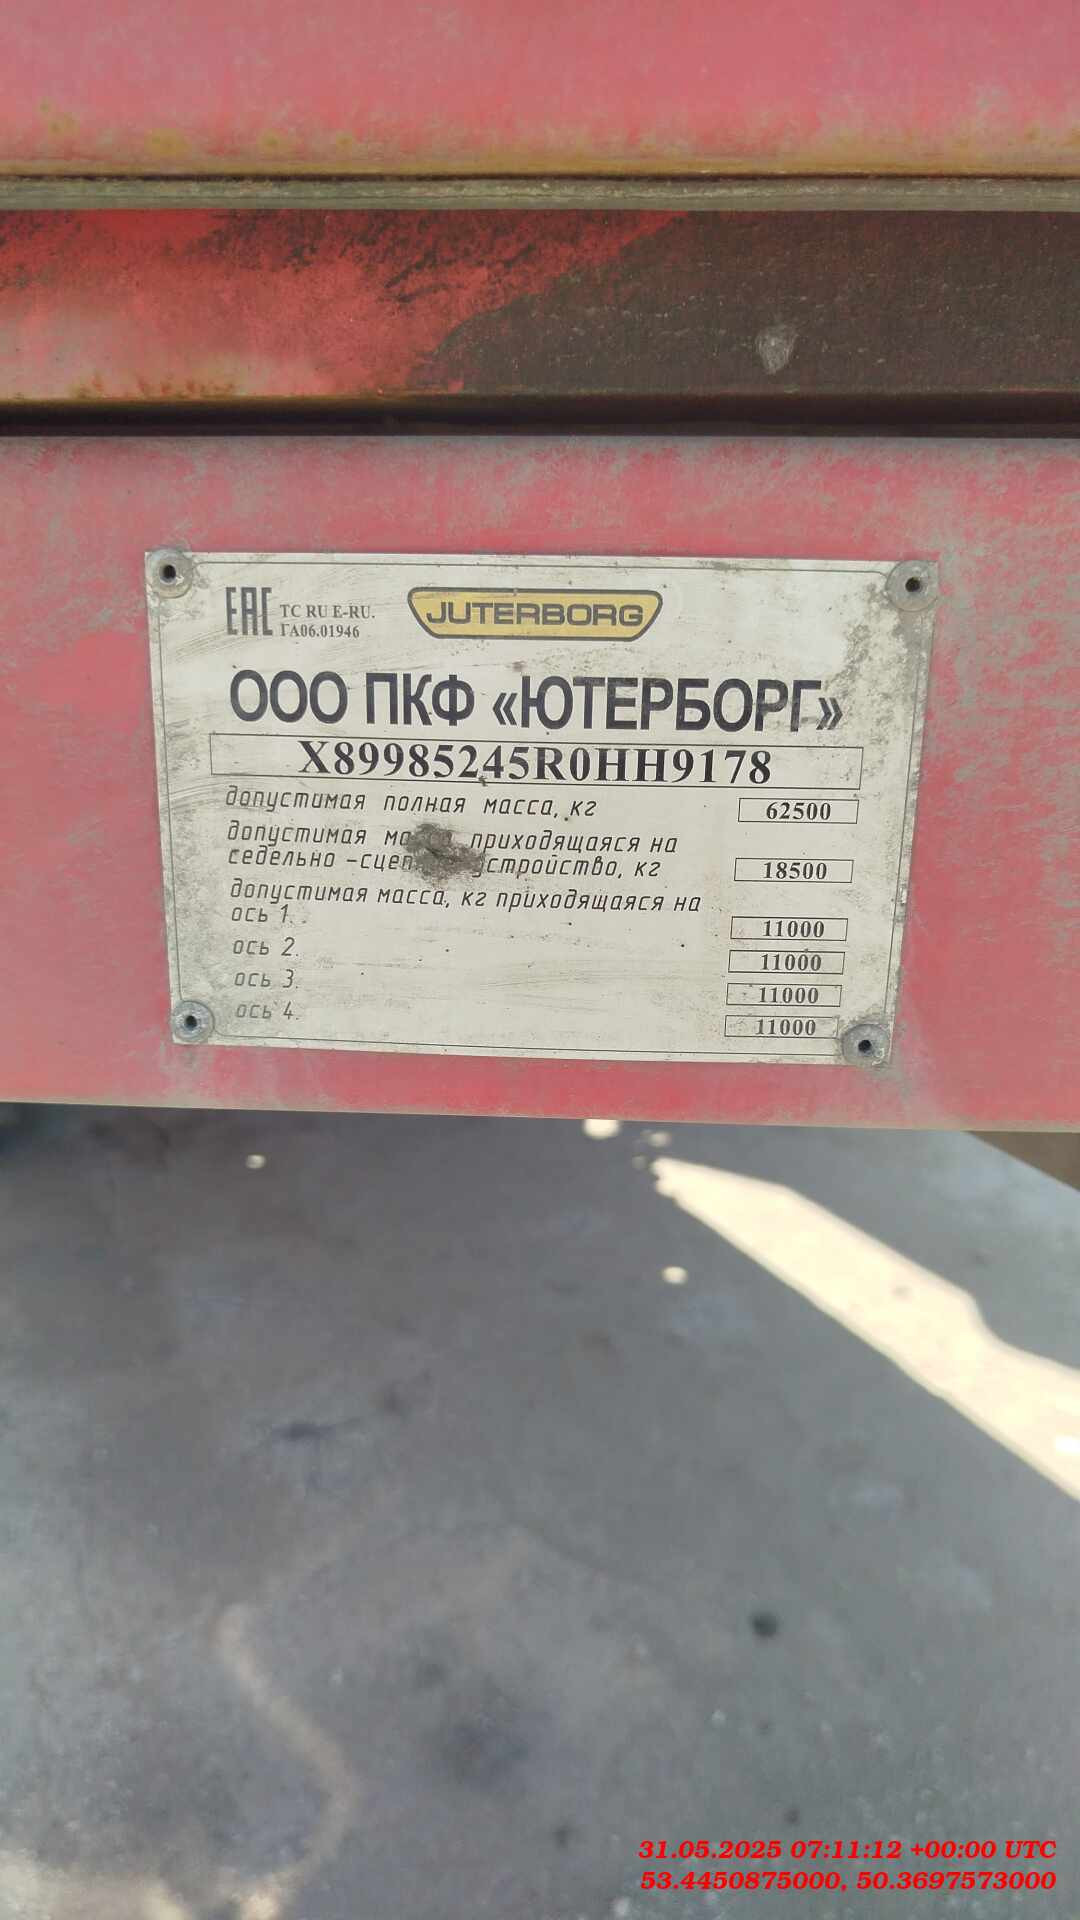 ЕАС ТС RU E-RU.
ГА06.01946
JUTERBORG
ООО ПКФ «ЮТЕРБОРГ»
X89985245R0HH9178
допустимая полная масса, кг 62500
допустимая приходящаяся на
седельно - устройство, кг 18500
допустимая масса, кг приходящаяся на
ось 1. 11000
ось 2. 11000
ось 3. 11000
ось 4. 11000
31.05.2025 07:11:12 +00:00 UTC
53.4450875000, 50.3697573000